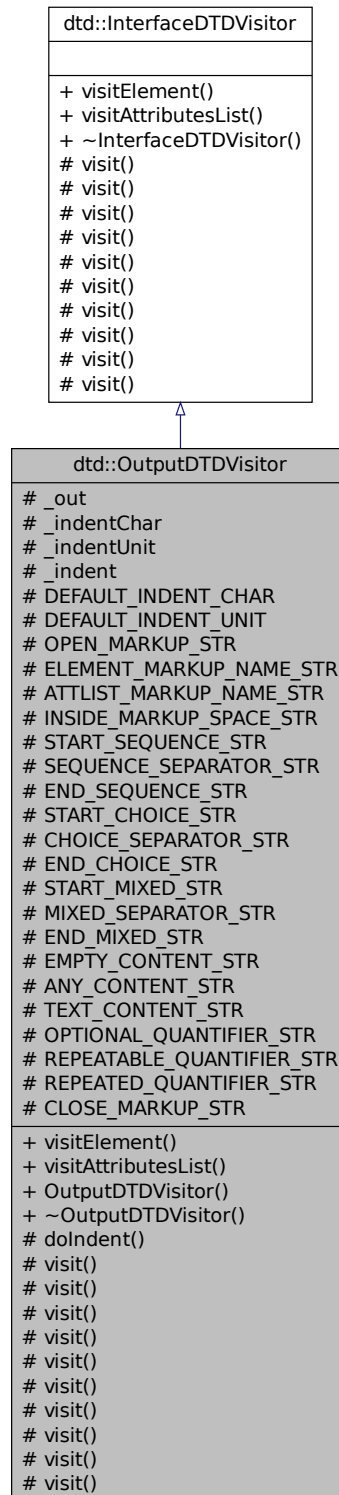 dtd::InterfaceDTDVisitor
+ visitElement()
+ visitAttributesList()
+ ~InterfaceDTDVisitor()
# visit()
# visit()
# visit()
# visit()
# visit()
# visit()
# visit()
# visit()
# visit()
# visit()
dtd::OutputDTDVisitor
# _out
# _indentChar
# _indentUnit
# _indent
# DEFAULT_INDENT_CHAR
# DEFAULT_INDENT_UNIT
# OPEN_MARKUP_STR
# ELEMENT_MARKUP_NAME_STR
# ATTLIST_MARKUP_NAME_STR
# INSIDE_MARKUP_SPACE_STR
# START_SEQUENCE_STR
# SEQUENCE_SEPARATOR_STR
# END_SEQUENCE_STR
# START_CHOICE_STR
# CHOICE_SEPARATOR_STR
# END_CHOICE_STR
# START_MIXED_STR
# MIXED_SEPARATOR_STR
# END_MIXED_STR
# EMPTY_CONTENT_STR
# ANY_CONTENT_STR
# TEXT_CONTENT_STR
# OPTIONAL_QUANTIFIER_STR
# REPEATABLE_QUANTIFIER_STR
# REPEATED_QUANTIFIER_STR
# CLOSE_MARKUP_STR
+ visitElement()
+ visitAttributesList()
+ OutputDTDVisitor()
+ ~OutputDTDVisitor()
# doIndent()
# visit()
# visit()
# visit()
# visit()
# visit()
# visit()
# visit()
# visit()
# visit()
# visit()